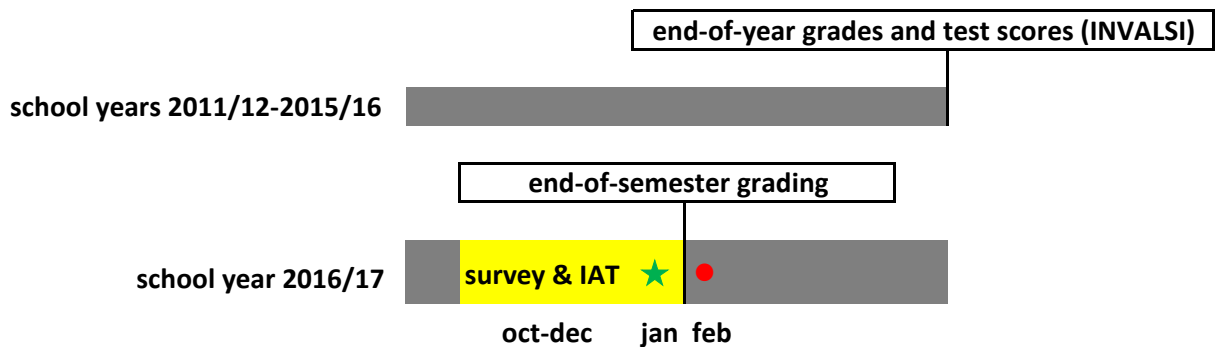 end-of-year grades and test scores (INVALSI)
school years 2011/12-2015/16
end-of-semester grading
school year 2016/17
survey & IAT
oct-dec jan feb